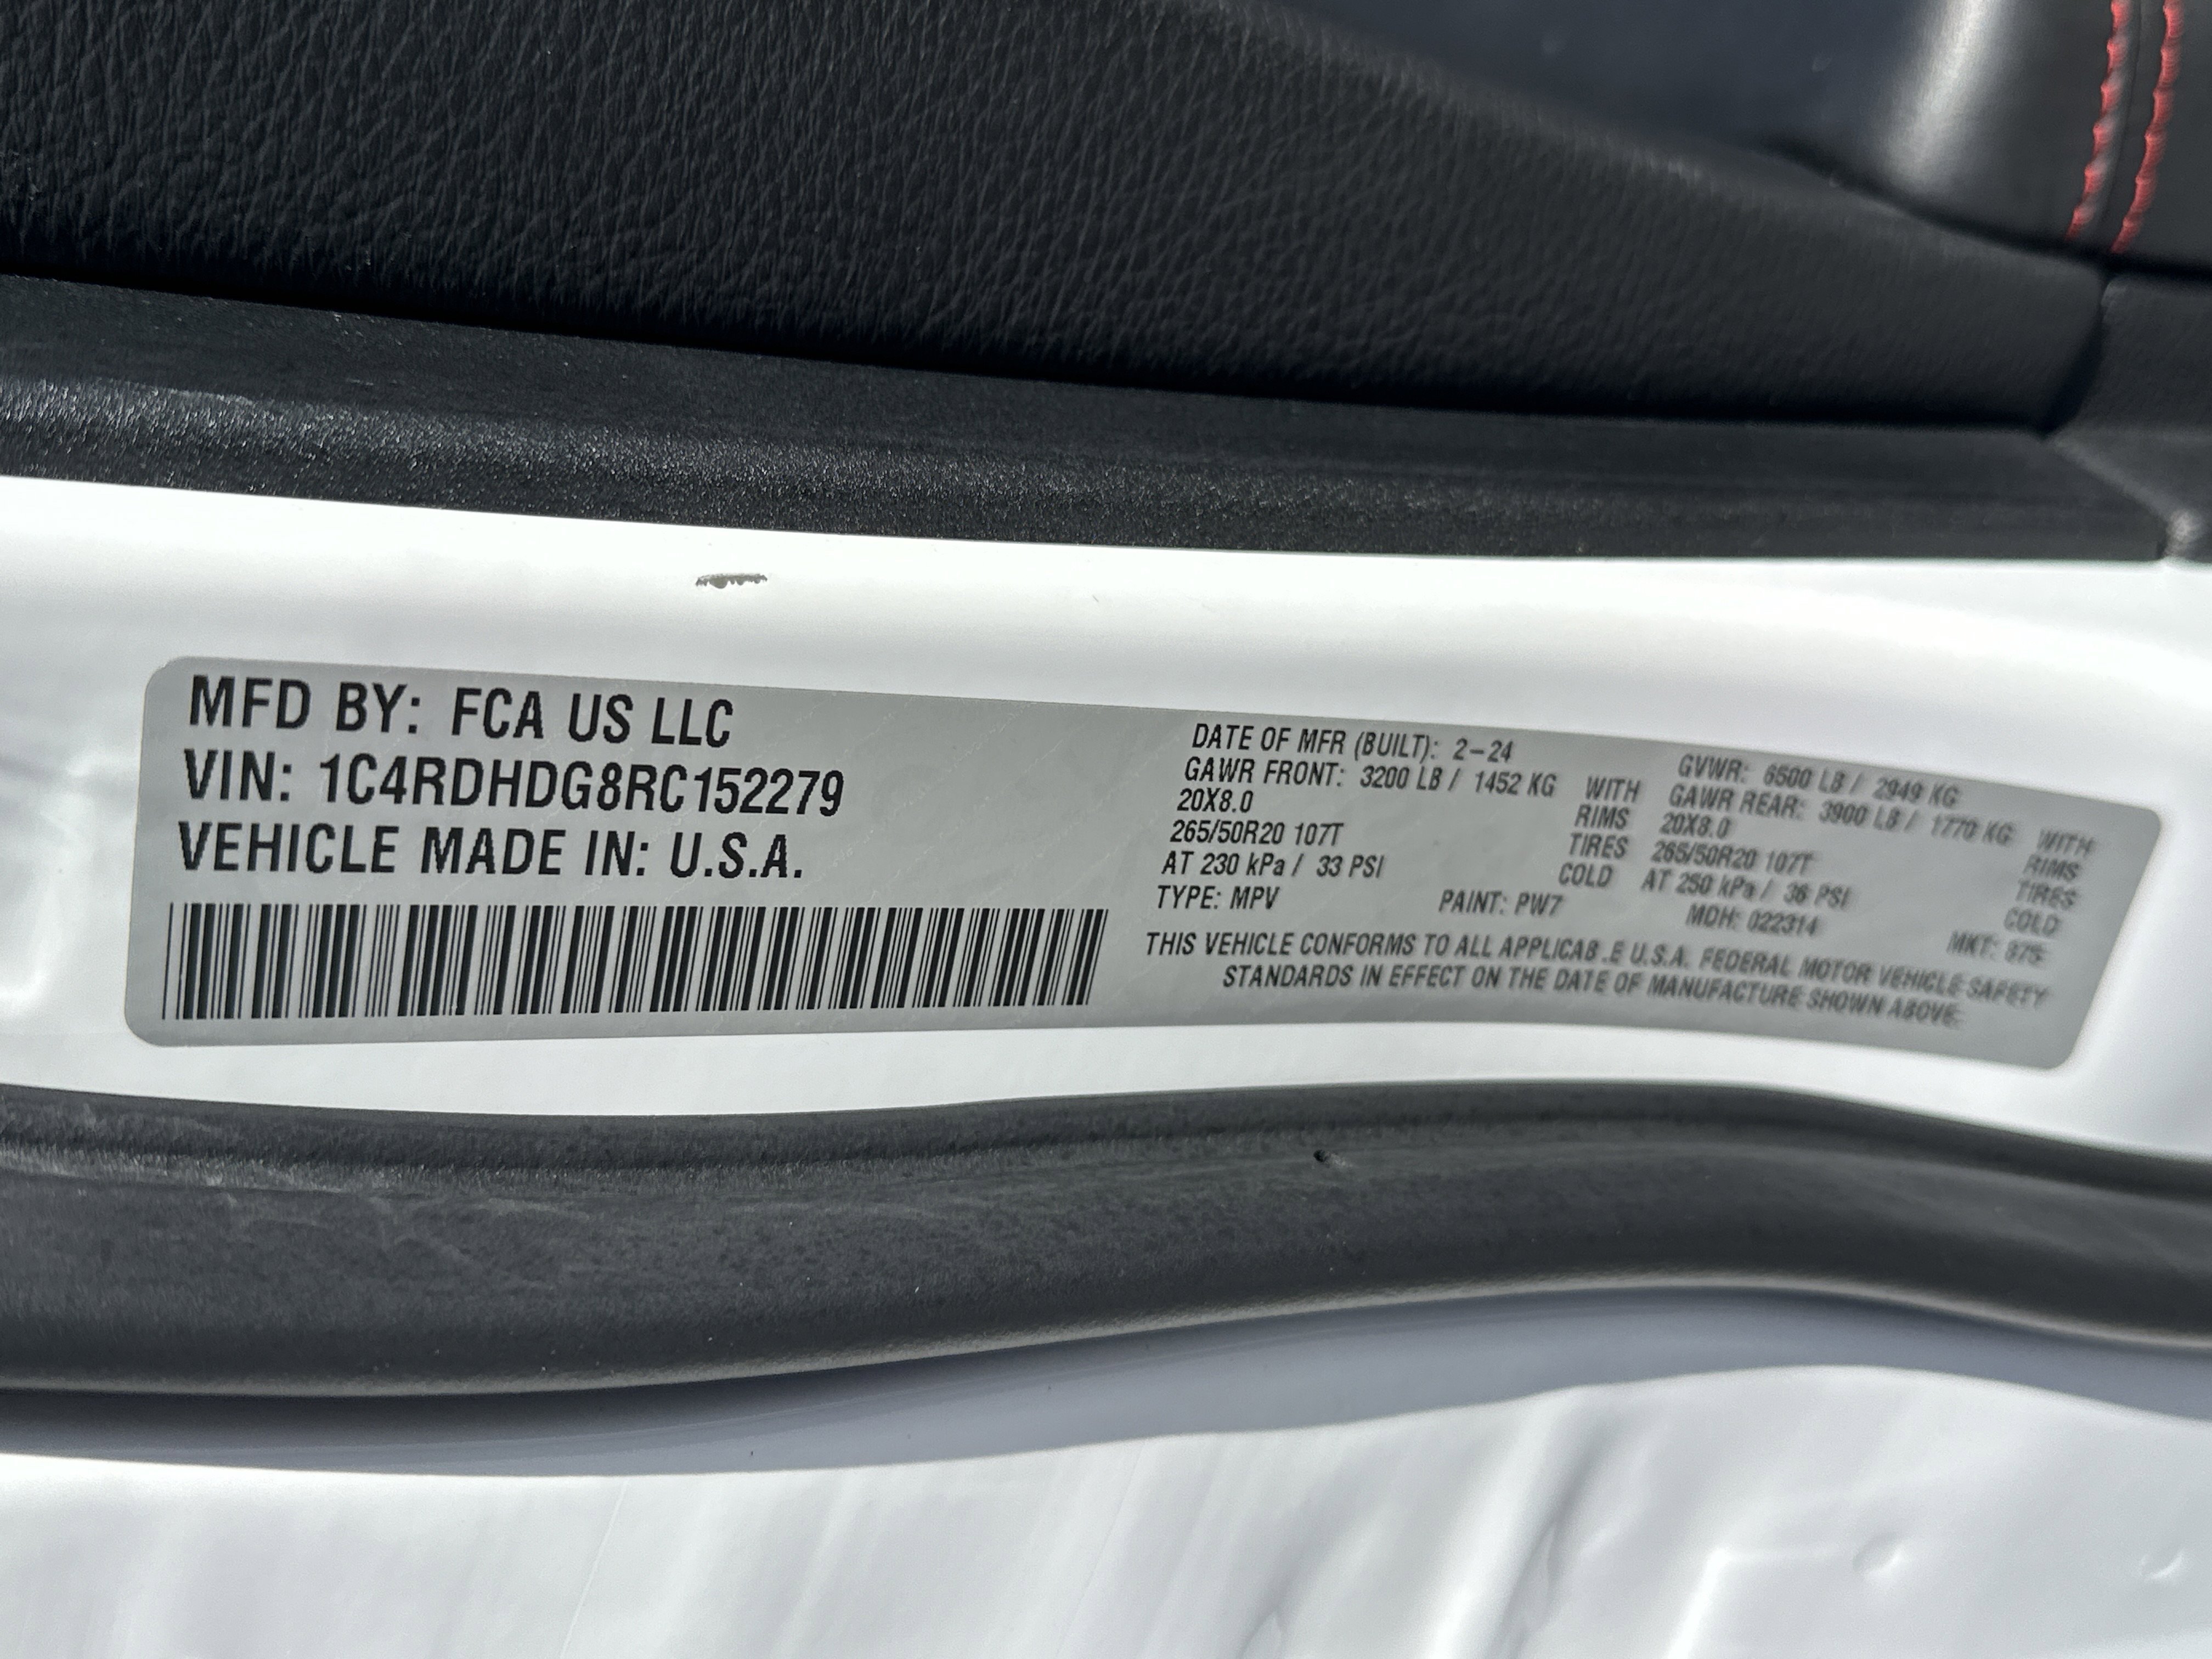 MFD BY: FCA US LLC
VIN: 1C4RDHDG8RC152279
VEHICLE MADE IN: U.S.A.
DATE OF MFR (BUILT): 2-24 GVWR: 6500 LB / 2949 KG
GAWR FRONT: 3200 LB / 1452 KG WITH GAWR REAR: 3900 LB / 1770 KG WITH
20X8.0 RIMS 20X8.0 RIMS
265/50R20 107T TIRES 265/50R20 107T TIRES
AT 230 kPa / 33 PSI COLD AT 250 kPa / 36 PSI COLD
TYPE: MPV PAINT: PW7 MDH: 022314 MKT:
THIS VEHICLE CONFORMS TO ALL APPLICAB.E U.S.A. FEDERAL MOTOR VEHICLE SAFETY
STANDARDS IN EFFECT ON THE DATE OF MANUFACTURE SHOWN ABOVE.